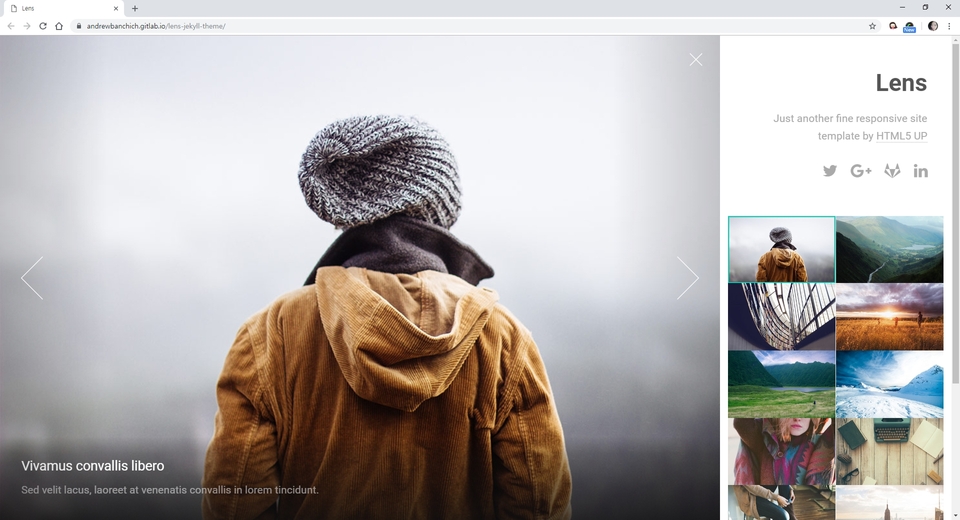 Lens
andrewbanchich.gitlab.io/lens-jekyll-theme/
New
Lens
Just another fine responsive site
template by HTML5 UP
Vivamus convallis libero
Sed velit lacus, laoreet at venenatis convallis in lorem tincidunt.